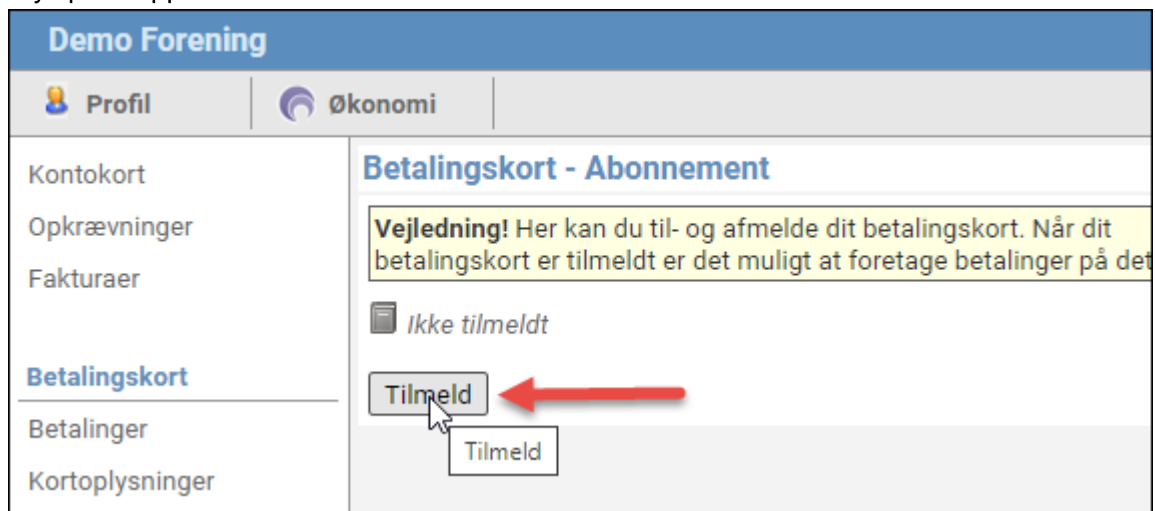 Demo Forening
Profil
Økonomi
Kontokort
Opkrævninger
Fakturaer
Betalingskort
Betalinger
Kortoplysninger
Betalingskort - Abonnement
Vejledning! Her kan du til- og afmelde dit betalingskort. Når dit
betalingskort er tilmeldt er det muligt at foretage betalinger på det
Ikke tilmeldt
Tilmeld
Tilmeld